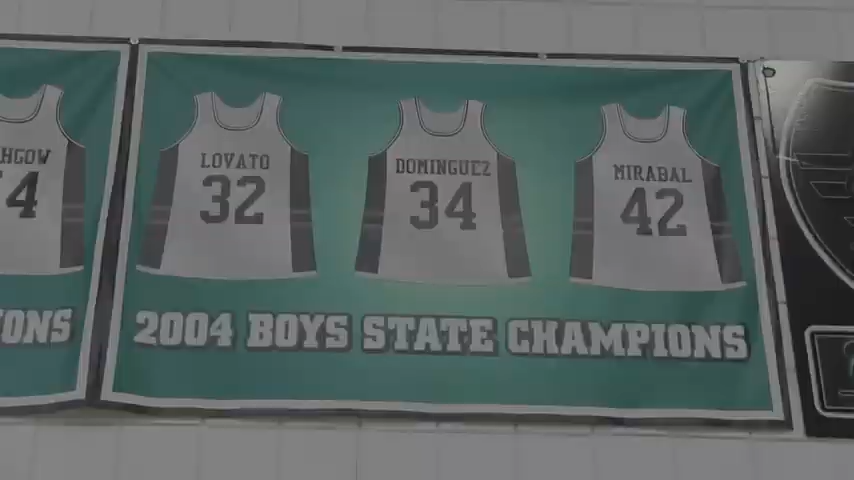 LOVATO
32
DOMINGUEZ
34
MIRABAL
42
2004 BOYS STATE CHAMPIONS